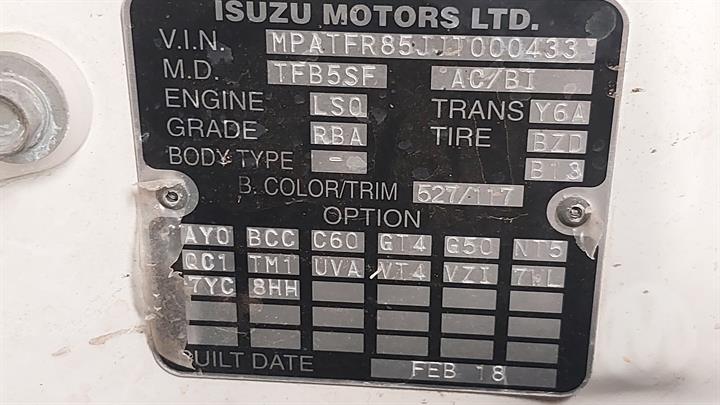 ISUZU MOTORS LTD.
V.I.N. MPATFR85JJT000433
M.D. TFB5SF AC/BI
ENGINE LSQ TRANS Y6A
GRADE RBA TIRE BZD
BODY TYPE - B18
B. COLOR/TRIM 527/117
OPTION
AY0 BCC C60 GT4 G50 NT5
QC1 TM1 UVA VT4 VZI 7WL
7YC 8HH
BUILT DATE FEB 18